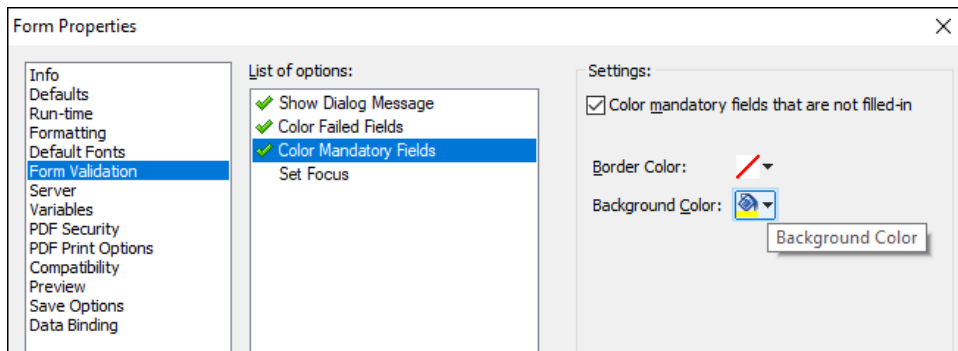 Form Properties
Info
Defaults
Run-time
Formatting
Default Fonts
Form Validation
Server
Variables
PDF Security
PDF Print Options
Compatibility
Preview
Save Options
Data Binding
List of options:
Show Dialog Message
Color Failed Fields
Color Mandatory Fields
Set Focus
Settings:
Color mandatory fields that are not filled-in
Border Color:
Background Color:
Background Color